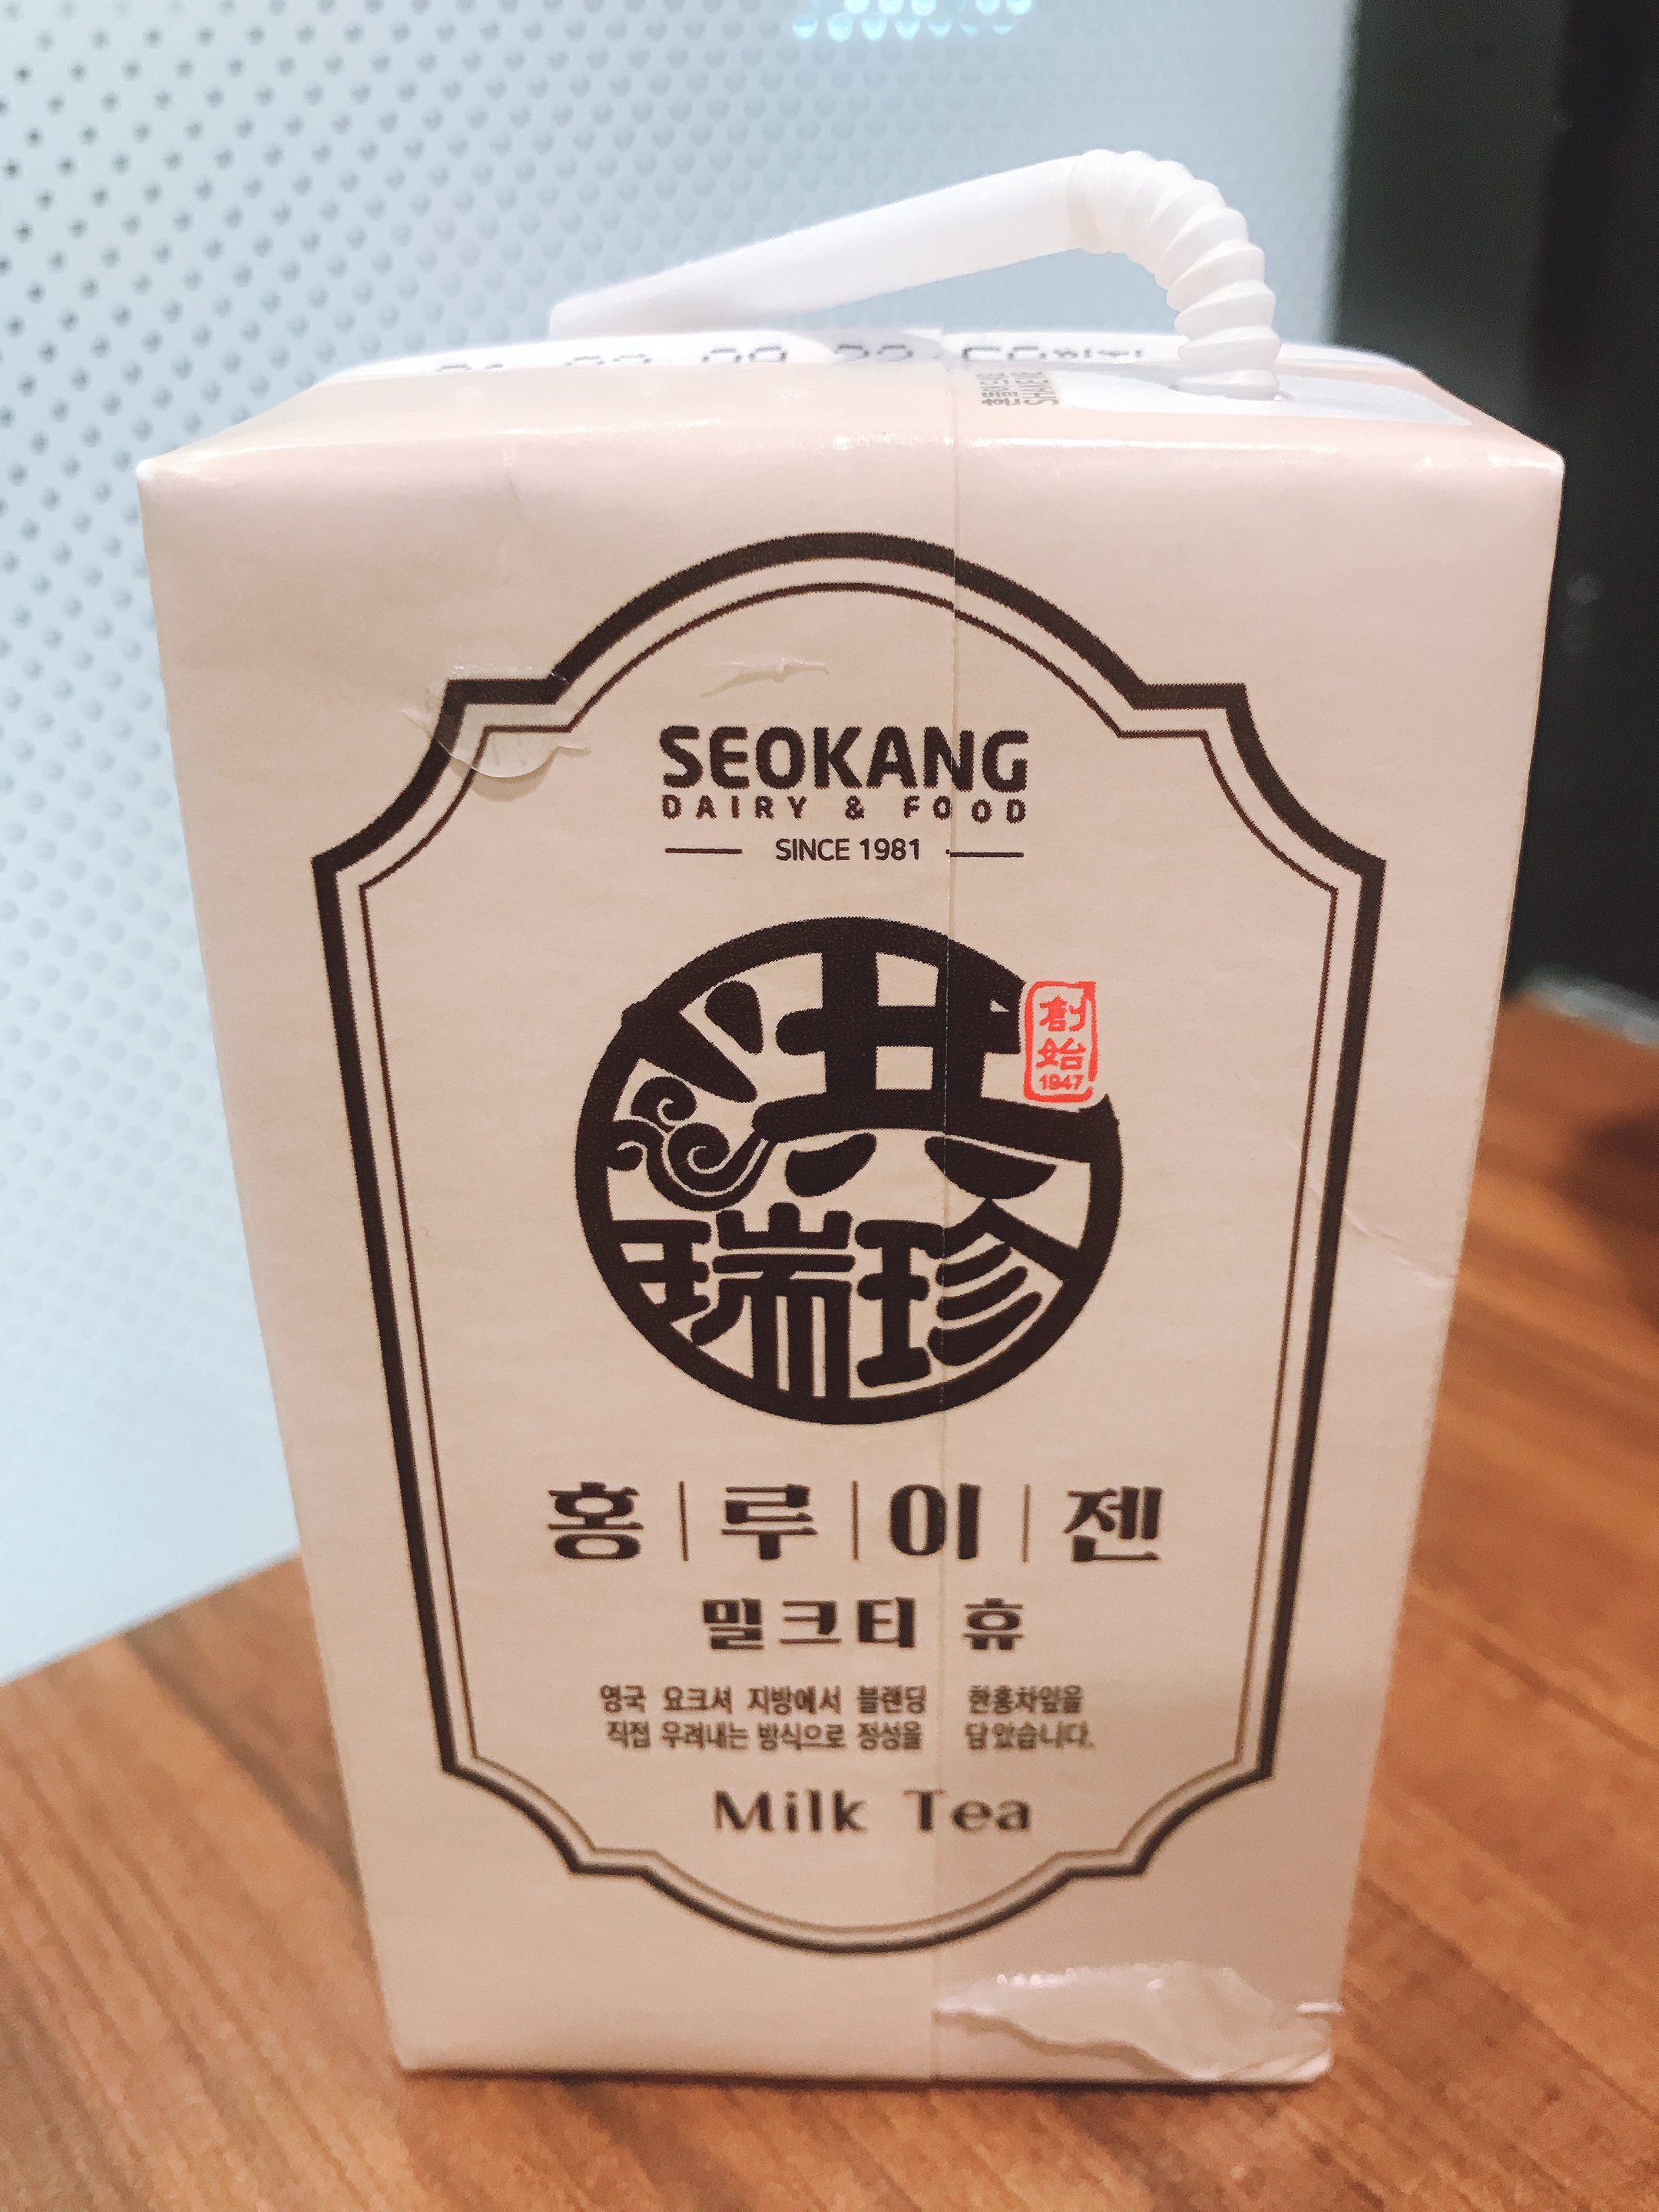 SHAKE
SEOKANG
DAIRY & FOOD
SINCE 1981
洪
創
始
1947
瑞珍
홍|루|이|젠
밀크티 휴
영국 요크셔 지방에서 블랜딩 한홍차잎을
직접 우려내는 방식으로 정성을 담았습니다.
Milk Tea